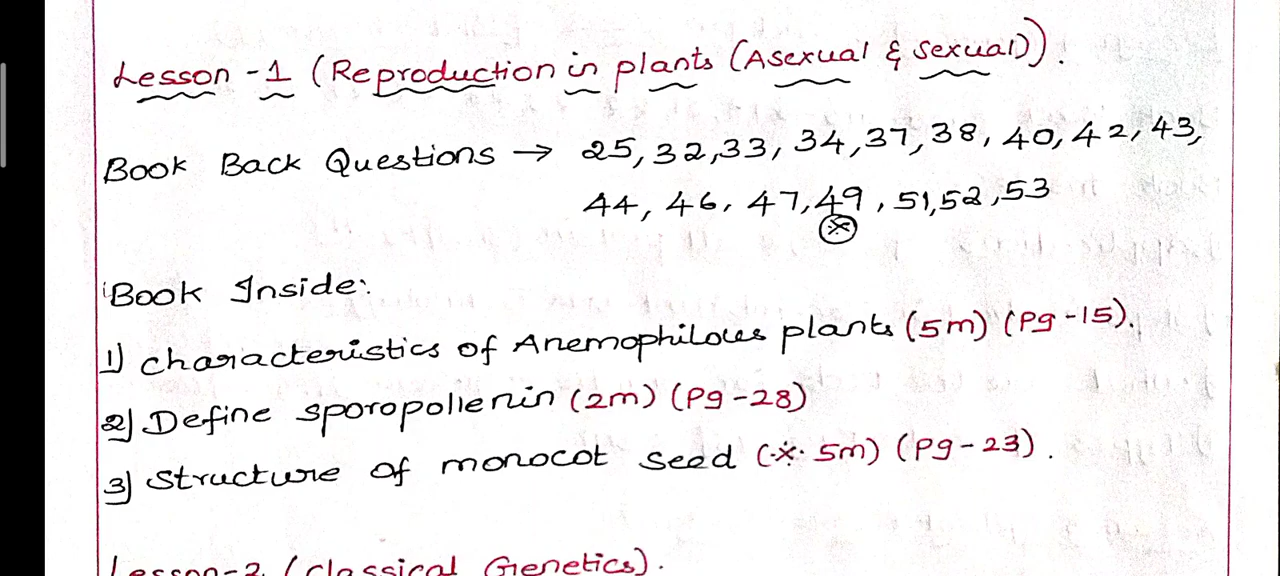 Lesson - 1 (Reproduction in plants (Asexual & Sexual)).
Book Back Questions → 25, 32, 33, 34, 37, 38, 40, 42, 43,
44, 46, 47, 49, 51, 52, 53
Book Inside:
1) Characteristics of Anemophilous plants (5m) (Pg-15).
2) Define sporopollenin (2m) (Pg-28)
3) Structure of monocot seed (※ 5m) (Pg-23).
Lesson-2 (Classical Genetics).